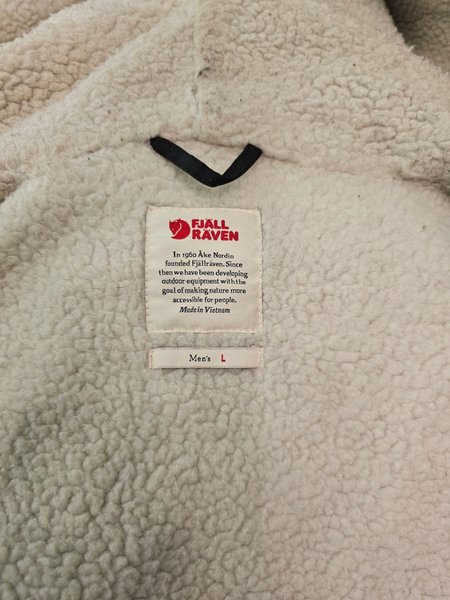 FJÄLL
RÄVEN
In 1960 Åke Nordin
founded Fjällräven. Since
then we have been developing
outdoor equipment with the
goal of making nature more
accessible for people.
Made in Vietnam
Men's L